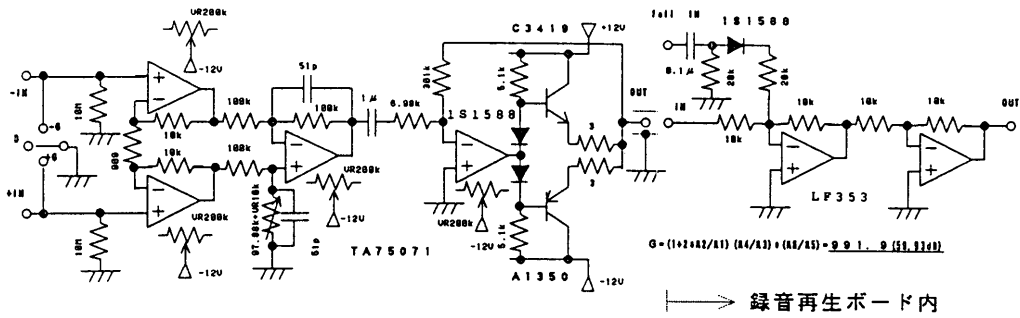 VR200k
-12V
-IN
10M
+
-
-G
G
+G
989
10k
10k
100k
100k
51p
100k
1μ
6.98k
-
+
-
+
+IN
10M
VR200k
-12V
97.88k+VR10k
51p
VR200k
-12V
TA75071
C3419
+12V
301k
5.1k
1S1588
-
+
3
3
VR200k
-12V
5.1k
A1350
-12V
OUT
fall IN
1S1588
0.1μ
20k
20k
IN
10k
10k
10k
10k
OUT
-
+
-
+
LF353
G=(1+2*R2/R1)(R4/R3)*(R6/R5)=991.9(59.93dB)
録音再生ボード内